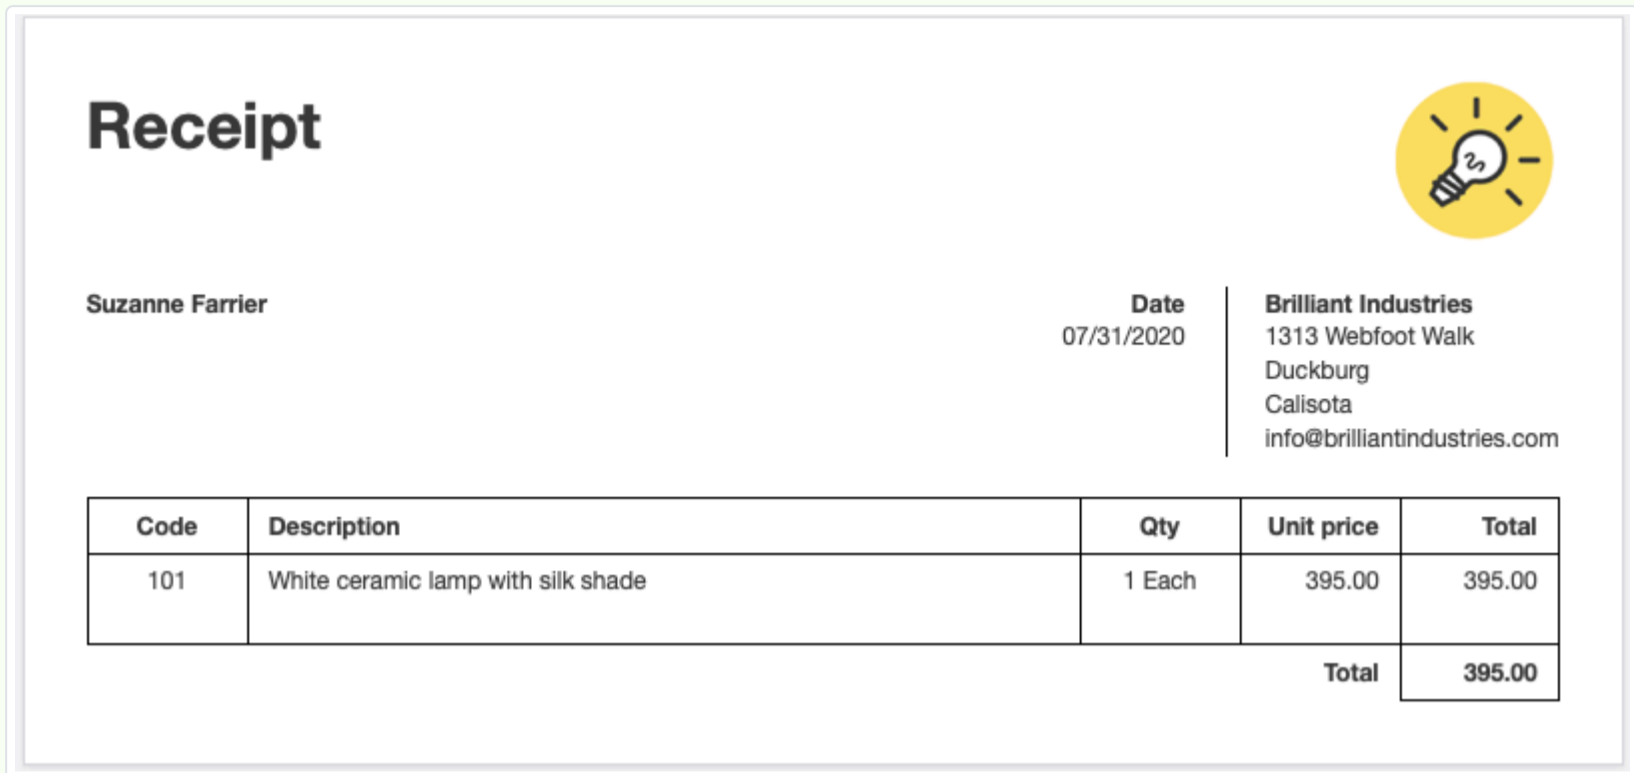 Receipt
Suzanne Farrier
Date
07/31/2020
Brilliant Industries
1313 Webfoot Walk
Duckburg
Calisota
info@brilliantindustries.com
Code Description Qty Unit price Total
101 White ceramic lamp with silk shade 1 Each 395.00 395.00
Total 395.00